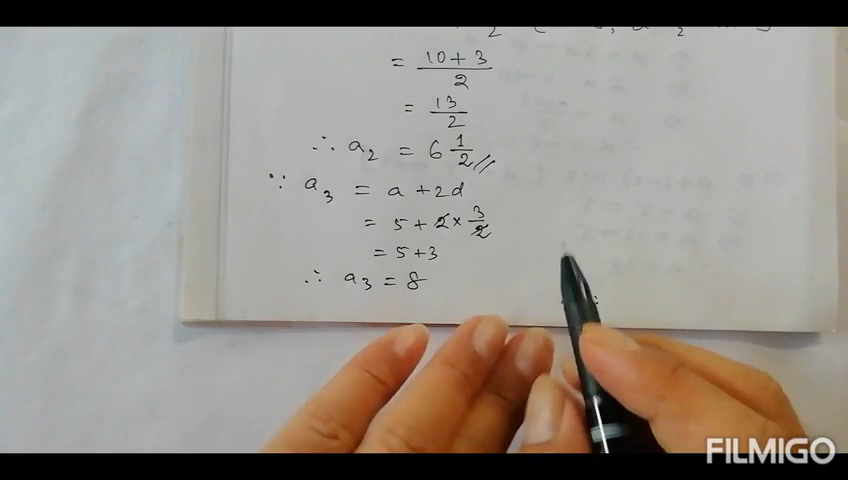 = 10 + 3 / 2
= 13 / 2
∴ a₂ = 6 1/2 //
∵ a₃ = a + 2d
= 5 + 2 × 3/2
= 5 + 3
∴ a₃ = 8
FILMIGO